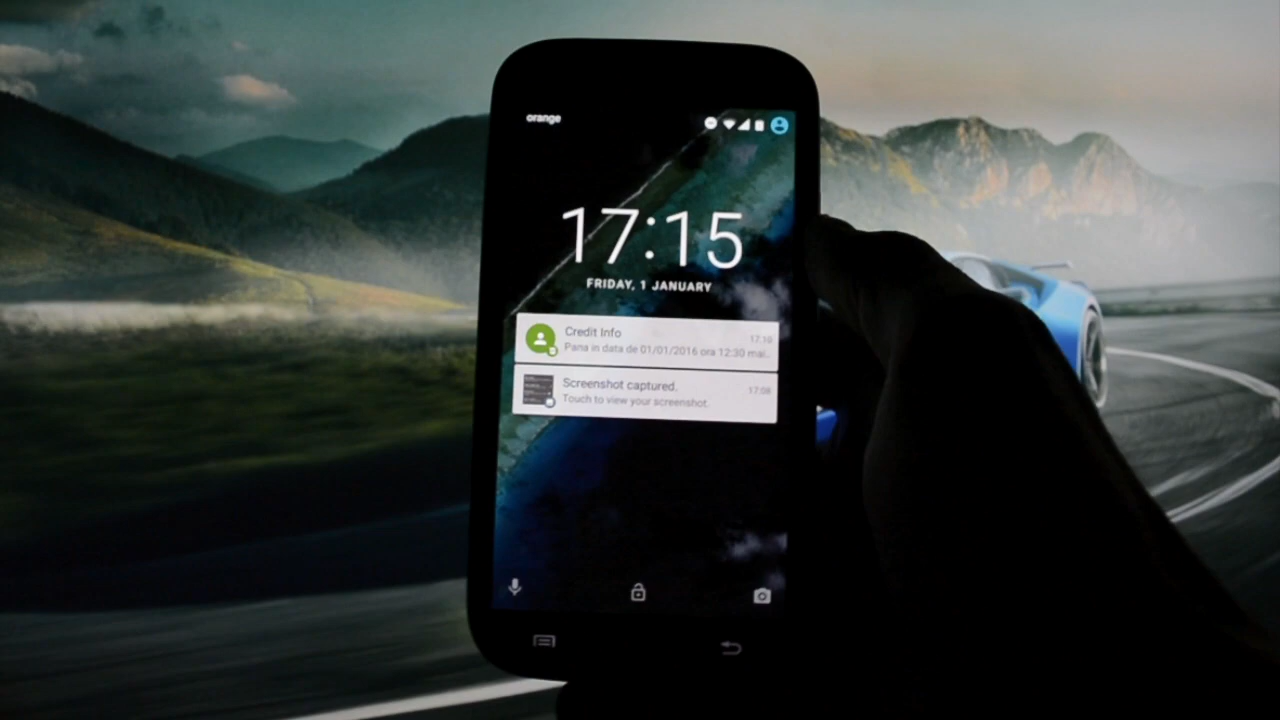 orange
17:15
FRIDAY, 1 JANUARY
Credit Info
17:10
Pana in data de 01/01/2016 ora 12:30 mai...
Screenshot captured.
17:08
Touch to view your screenshot.